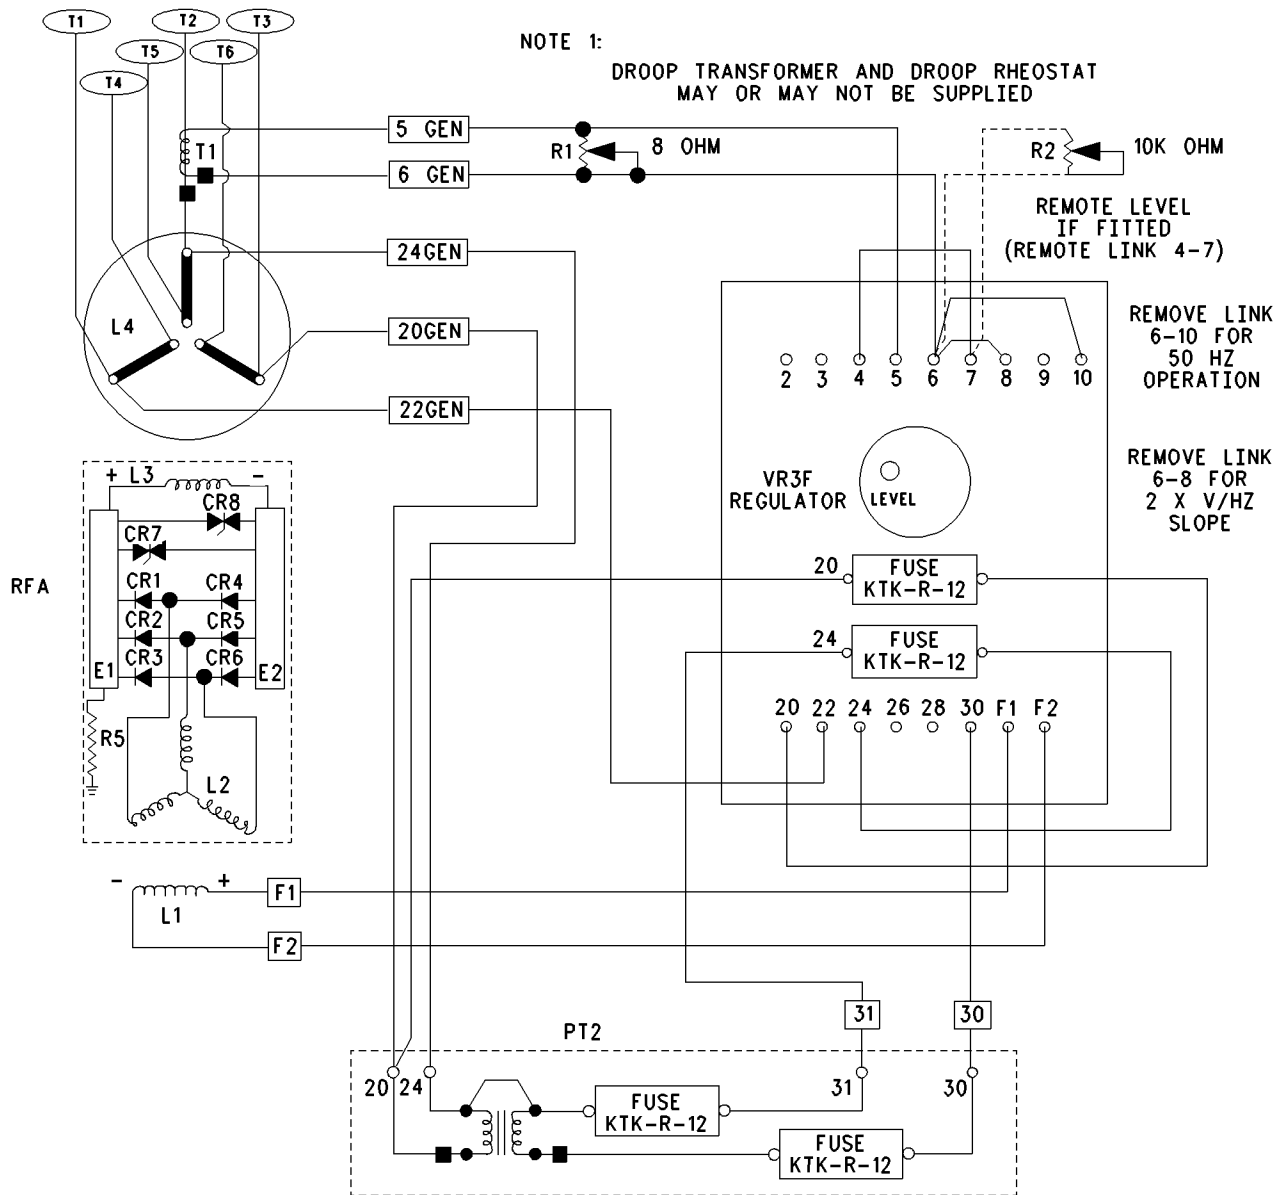 T1
T2
T3
T5
T6
T4
NOTE 1:
DROOP TRANSFORMER AND DROOP RHEOSTAT
MAY OR MAY NOT BE SUPPLIED
5 GEN
T1
R1
8 OHM
6 GEN
R2
10K OHM
REMOTE LEVEL
IF FITTED
(REMOTE LINK 4-7)
24GEN
L4
20GEN
22GEN
REMOVE LINK
6-10 FOR
50 HZ
OPERATION
2 3 4 5 6 7 8 9 10
REMOVE LINK
6-8 FOR
2 X V/HZ
SLOPE
VR3F
REGULATOR
LEVEL
+ L3 -
CR8
CR7
RFA
CR1 CR4
CR2 CR5
CR3 CR6
E1 E2
R5
L2
20
FUSE
KTK-R-12
24
FUSE
KTK-R-12
20 22 24 26 28 30 F1 F2
- +
L1
F1
F2
31
30
PT2
20 24
31
30
FUSE
KTK-R-12
FUSE
KTK-R-12